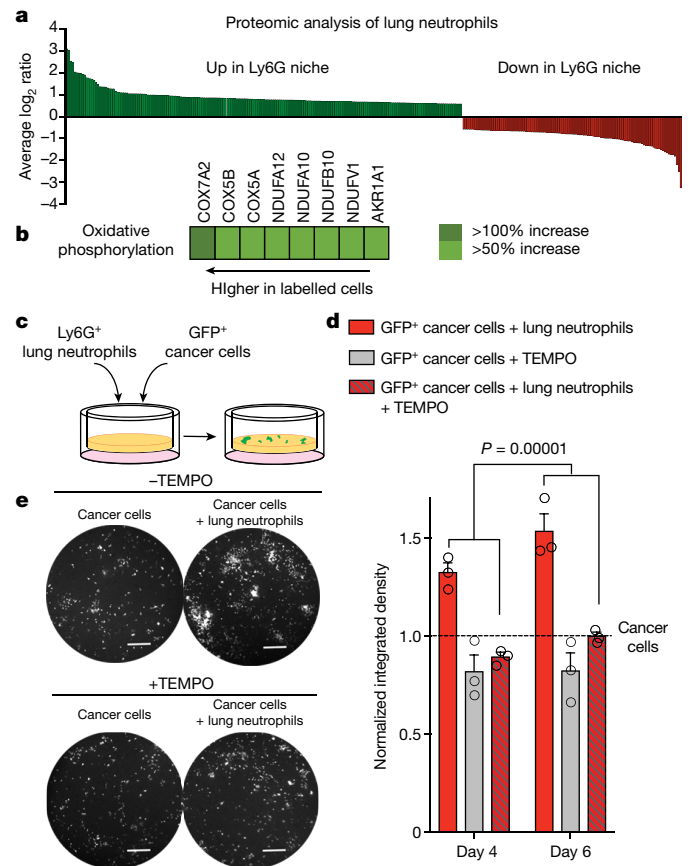 a
Proteomic analysis of lung neutrophils
Average log2 ratio
4
3
2
1
0
−1
−2
−3
−4
Up in Ly6G niche
Down in Ly6G niche
b
Oxidative
phosphorylation
COX7A2
COX5B
COX5A
NDUFA12
NDUFA10
NDUFB10
NDUFV1
AKR1A1
>100% increase
>50% increase
HIgher in labelled cells
c
Ly6G+
lung neutrophils
GFP+
cancer cells
d
GFP+ cancer cells + lung neutrophils
GFP+ cancer cells + TEMPO
GFP+ cancer cells + lung neutrophils
+ TEMPO
P = 0.00001
Normalized integrated density
1.5
1.0
0.5
0
Cancer
cells
Day 4
Day 6
e
−TEMPO
Cancer cells
Cancer cells
+ lung neutrophils
+TEMPO
Cancer cells
Cancer cells
+ lung neutrophils